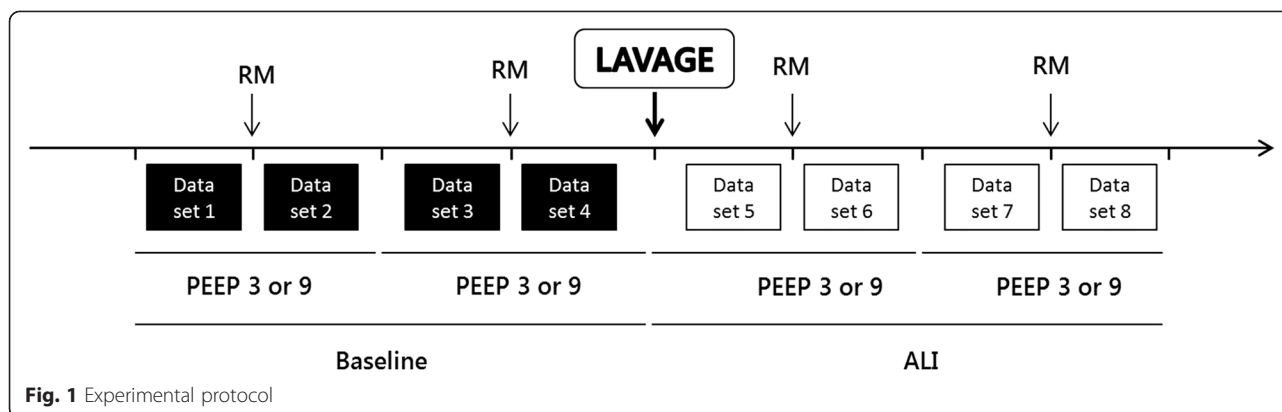 LAVAGE
RM RM RM RM
Data set 1 Data set 2 Data set 3 Data set 4 Data set 5 Data set 6 Data set 7 Data set 8
PEEP 3 or 9 PEEP 3 or 9 PEEP 3 or 9 PEEP 3 or 9
Baseline ALI
Fig. 1 Experimental protocol